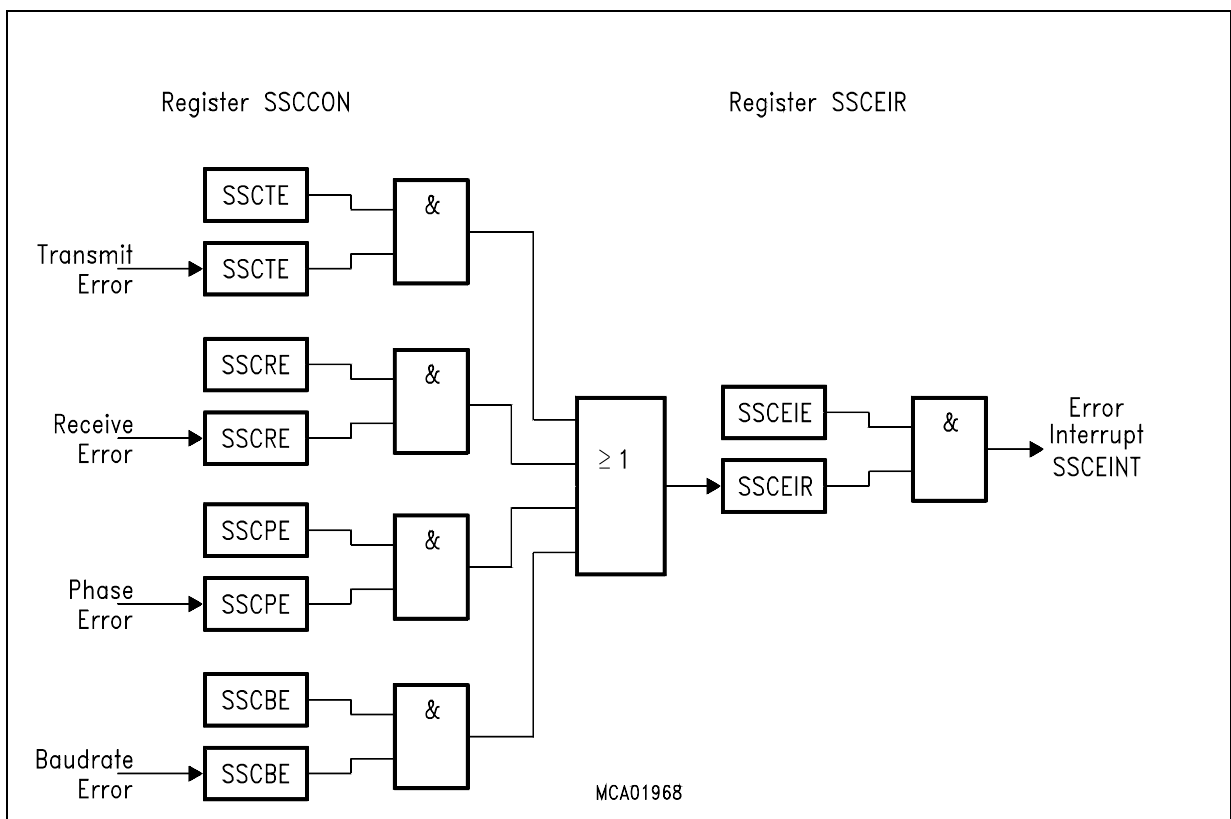 Register SSCCON
Register SSCEIR
SSCTE
&
Transmit
Error
SSCTE
SSCRE
&
Receive
Error
SSCRE
SSCPE
&
Phase
Error
SSCPE
SSCBE
&
Baudrate
Error
SSCBE
≥ 1
SSCEIE
SSCEIR
&
Error
Interrupt
SSCEINT
MCA01968